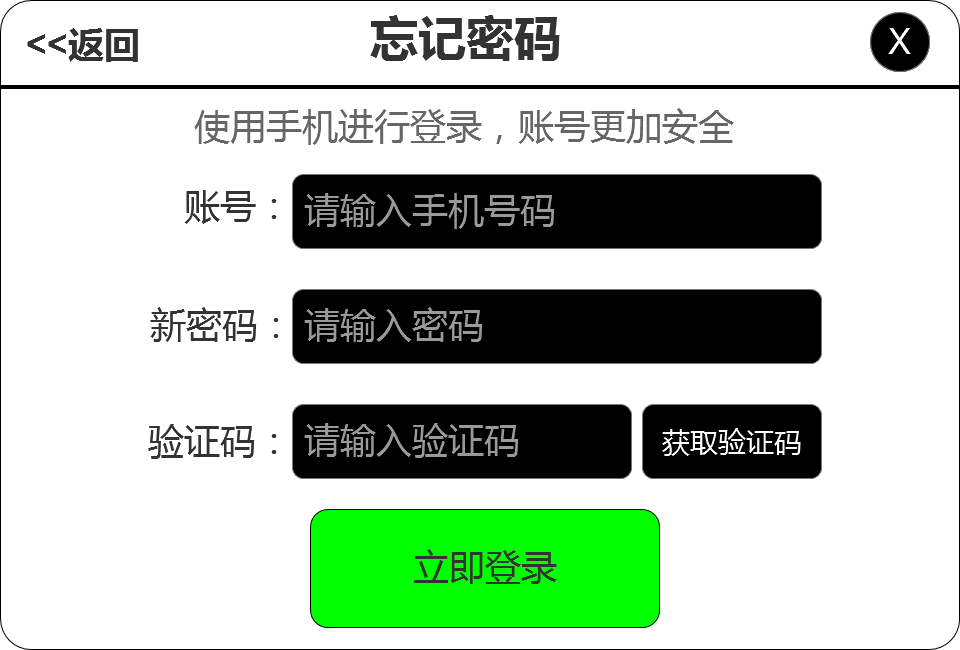 <<返回
忘记密码
X
使用手机进行登录，账号更加安全
账号：
请输入手机号码
新密码：
请输入密码
验证码：
请输入验证码
获取验证码
立即登录